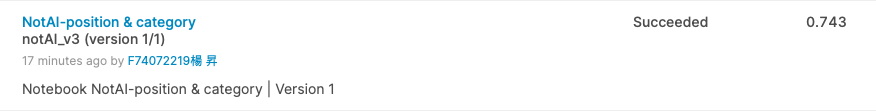 NotAI-position & category Succeeded 0.743
notAI_v3 (version 1/1)
17 minutes ago by F74072219楊 昇
Notebook NotAI-position & category | Version 1